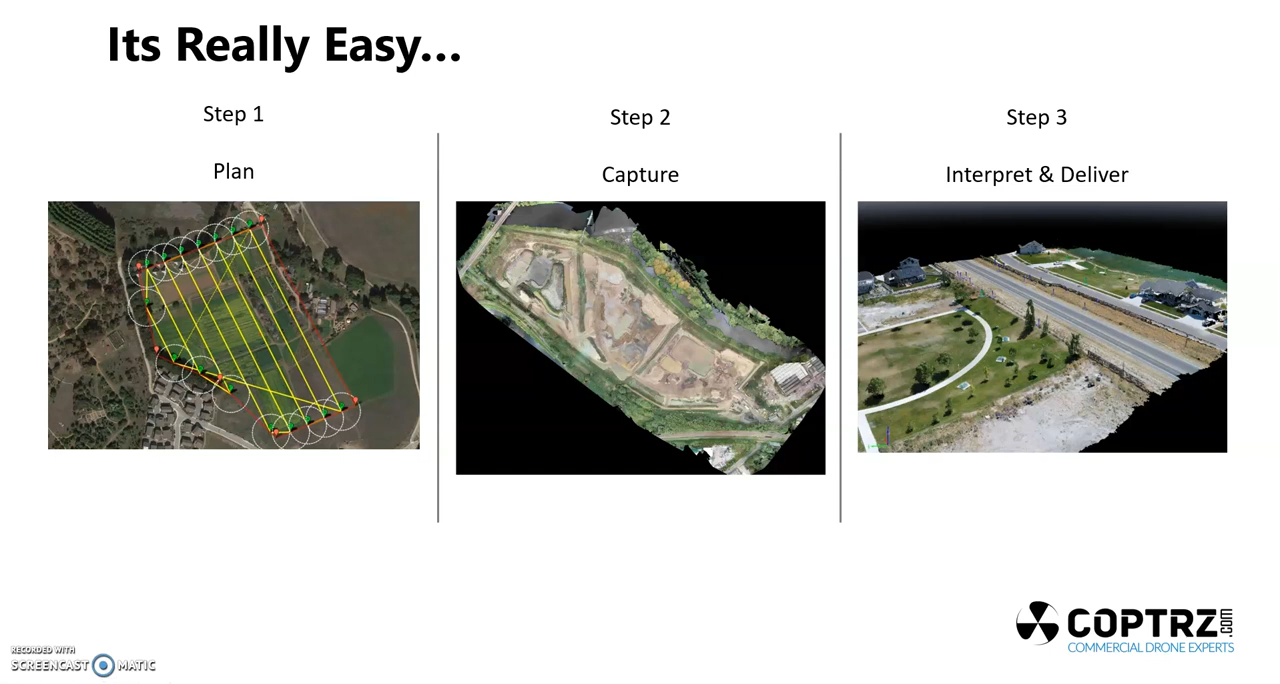 Its Really Easy...
Step 1
Plan
Step 2
Capture
Step 3
Interpret & Deliver
COPTRZ.com
COMMERCIAL DRONE EXPERTS
RECORDED WITH
SCREENCAST MATIC